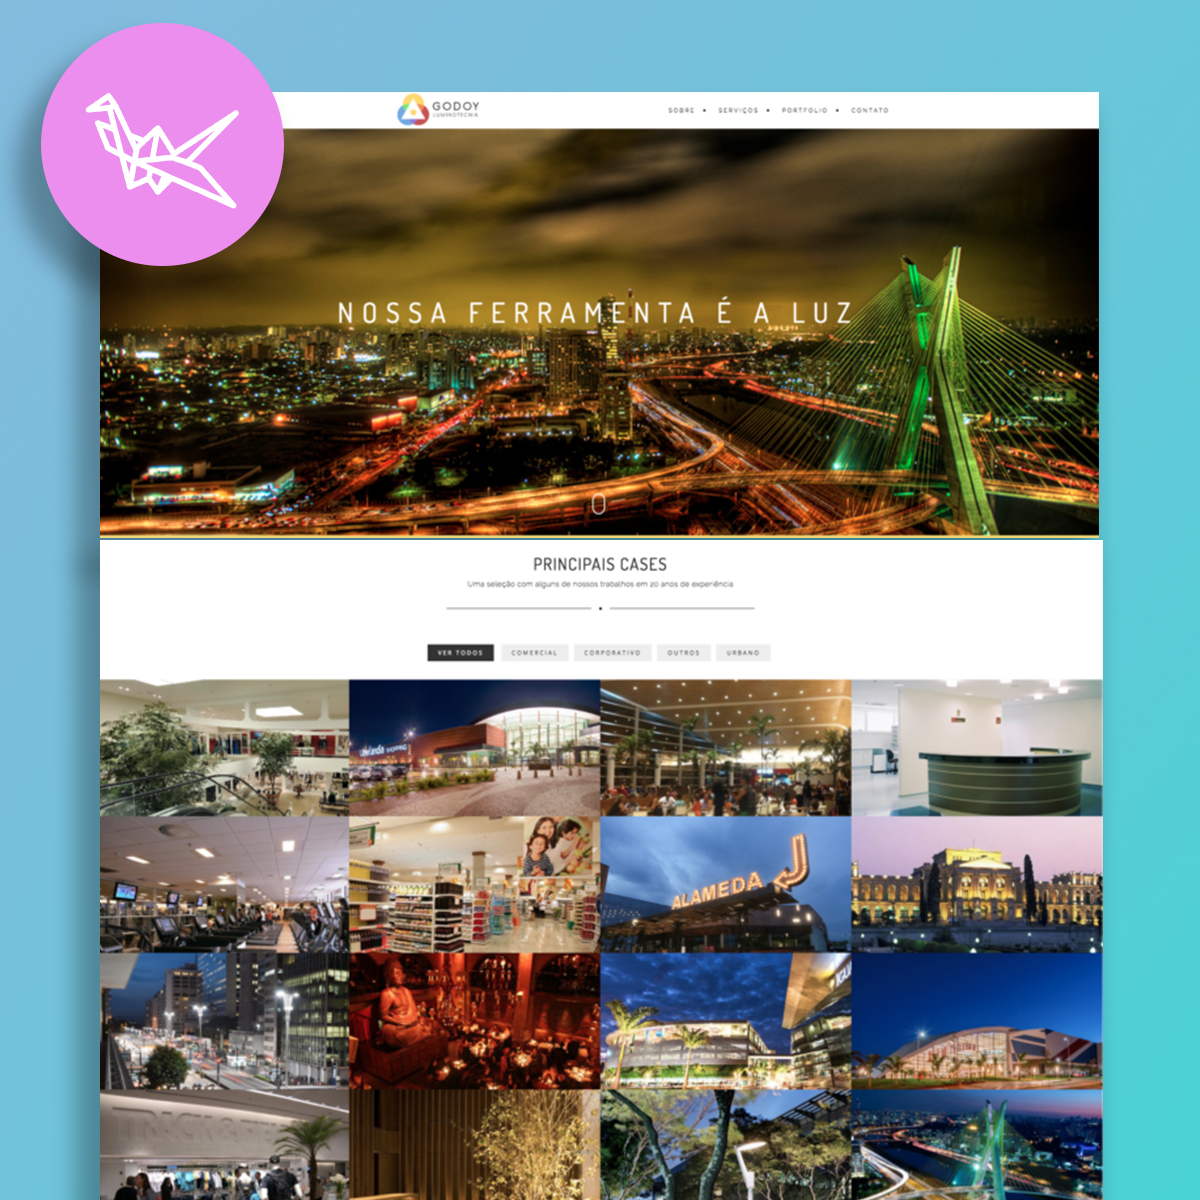 GODOY
LUMINOTECNIA
SOBRE • SERVIÇOS • PORTFOLIO • CONTATO
NOSSA FERRAMENTA É A LUZ
PRINCIPAIS CASES
Uma seleção com alguns de nossos trabalhos em 20 anos de experiência
VER TODOS COMERCIAL CORPORATIVO OUTROS URBANO
SHOPPING
ALAMEDA